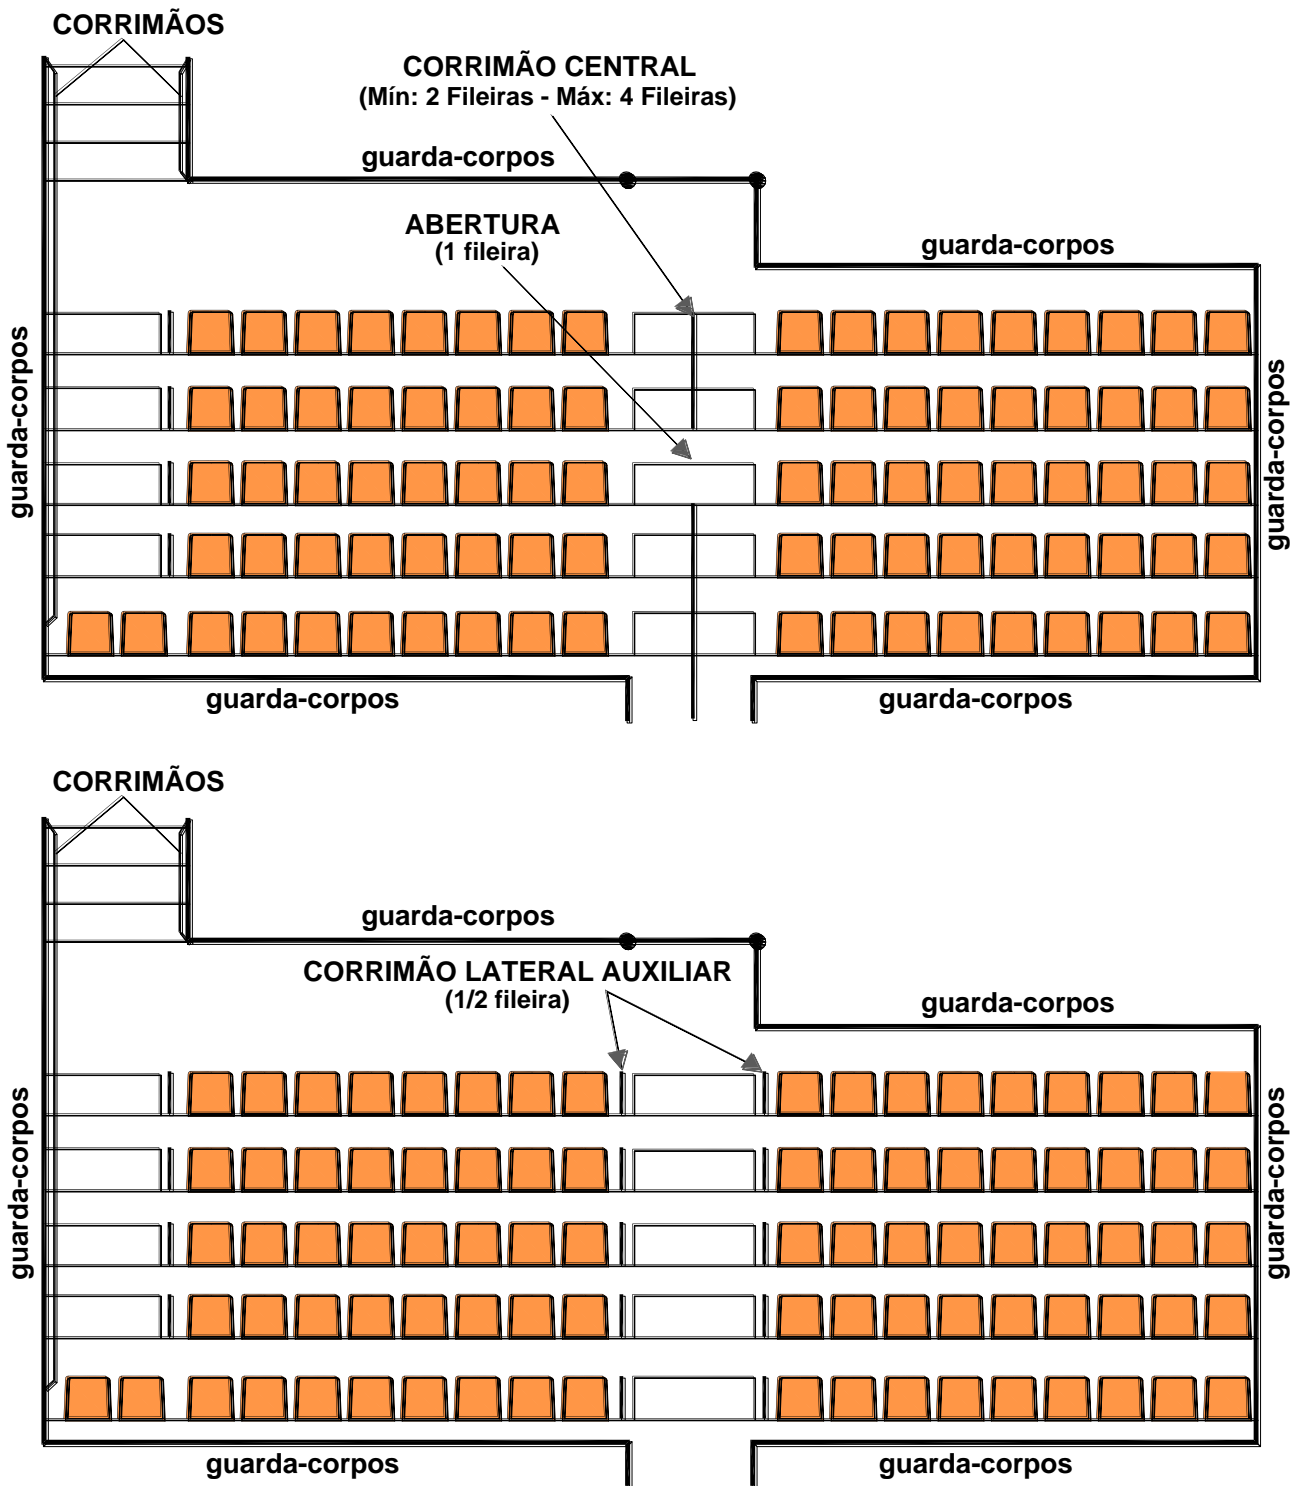 CORRIMÃOS
CORRIMÃO CENTRAL
(Mín: 2 Fileiras - Máx: 4 Fileiras)
guarda-corpos
ABERTURA
(1 fileira)
guarda-corpos
guarda-corpos
guarda-corpos
guarda-corpos
guarda-corpos
CORRIMÃOS
guarda-corpos
CORRIMÃO LATERAL AUXILIAR
(1/2 fileira)
guarda-corpos
guarda-corpos
guarda-corpos
guarda-corpos
guarda-corpos